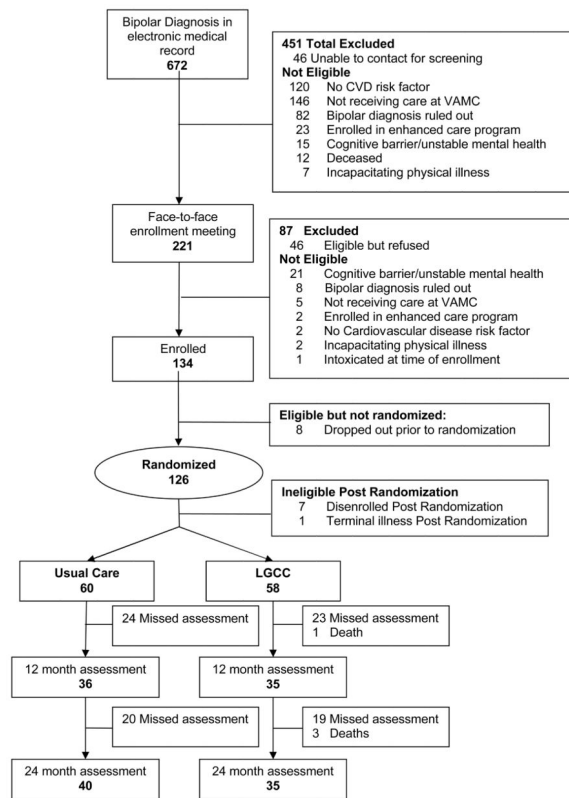 Bipolar Diagnosis in
electronic medical
record
672
451 Total Excluded
46 Unable to contact for screening
Not Eligible
120 No CVD risk factor
146 Not receiving care at VAMC
82 Bipolar diagnosis ruled out
23 Enrolled in enhanced care program
15 Cognitive barrier/unstable mental health
12 Deceased
7 Incapacitating physical illness
Face-to-face
enrollment meeting
221
87 Excluded
46 Eligible but refused
Not Eligible
21 Cognitive barrier/unstable mental health
8 Bipolar diagnosis ruled out
5 Not receiving care at VAMC
2 Enrolled in enhanced care program
2 No Cardiovascular disease risk factor
2 Incapacitating physical illness
1 Intoxicated at time of enrollment
Enrolled
134
Eligible but not randomized:
8 Dropped out prior to randomization
Randomized
126
Ineligible Post Randomization
7 Disenrolled Post Randomization
1 Terminal illness Post Randomization
Usual Care
60
LGCC
58
24 Missed assessment
23 Missed assessment
1 Death
12 month assessment
36
12 month assessment
35
20 Missed assessment
19 Missed assessment
3 Deaths
24 month assessment
40
24 month assessment
35